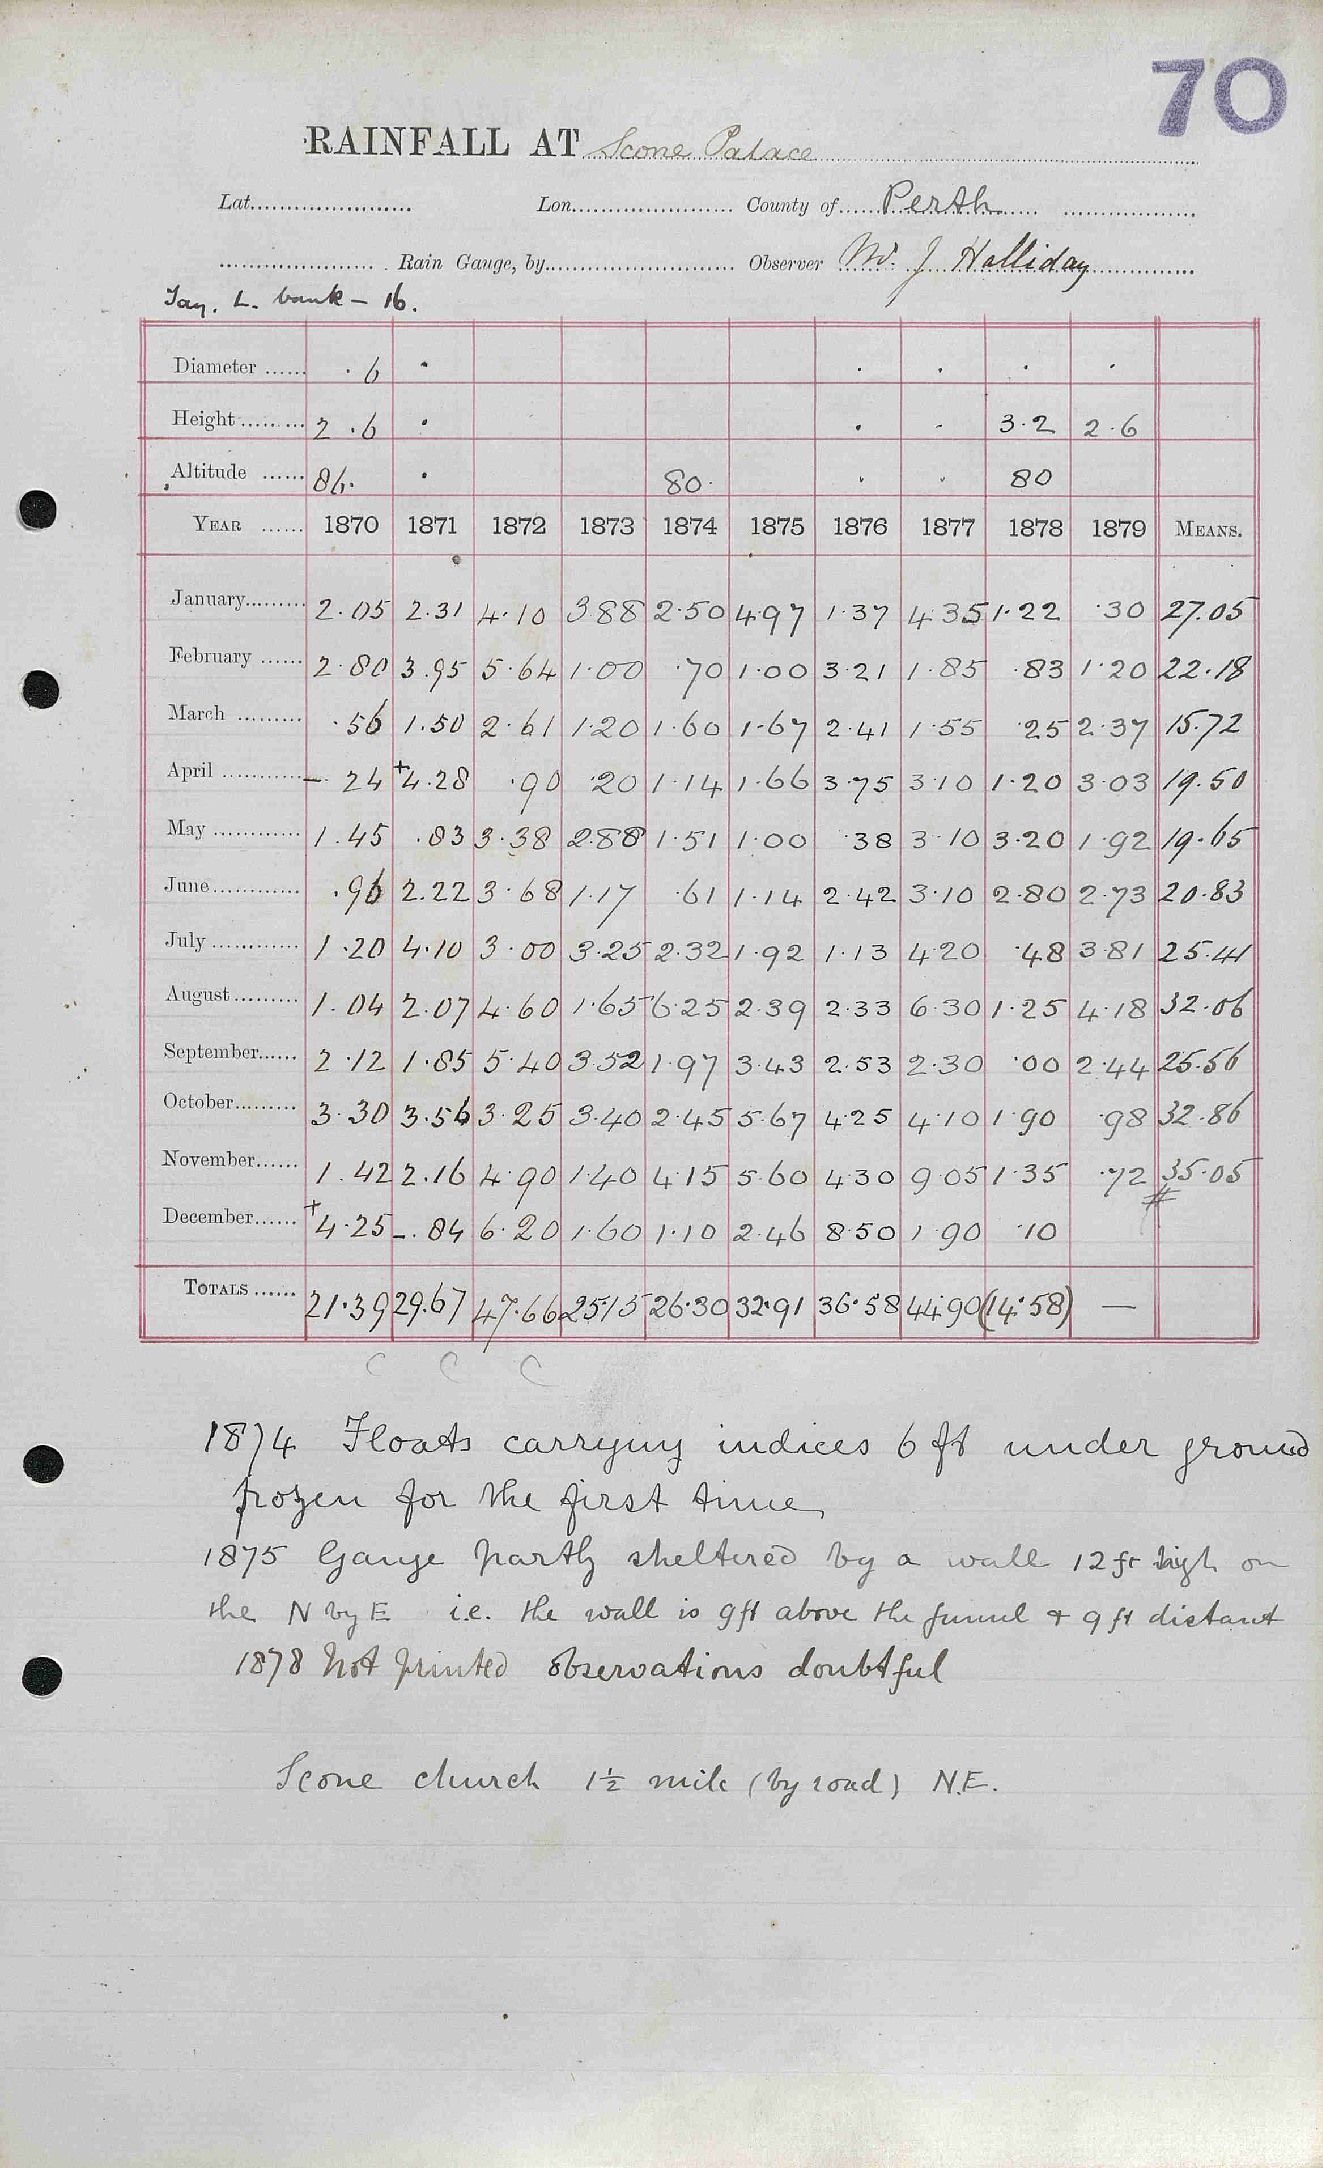 70
RAINFALL AT Scone Palace
Lat. Lon. County of Perth
Rain Gauge, by Observer W. J Halliday
Tay. L. bank – 16.
Diameter . 6 · · · · ·
Height 2 . 6 · · · 3·2 2·6
Altitude 86. · 80· · · 80
YEAR 1870 1871 1872 1873 1874 1875 1876 1877 1878 1879 MEANS.
January 2.05 2.31 4.10 3 88 2.50 4.97 1.37 4.35 1.22 .30 27.05
February 2.80 3.95 5.64 1.00 .70 1.00 3.21 1.85 .83 1.20 22.18
March .56 1.50 2.61 1.20 1.60 1.67 2.41 1.55 .25 2.37 15.72
April – 24 +4.28 .90 .20 1.14 1.66 3.75 3.10 1.20 3.03 19.50
May 1.45 .83 3.38 2.88 1.51 1.00 .38 3.10 3.20 1.92 19.65
June .96 2.22 3.68 1.17 .61 1.14 2.42 3.10 2.80 2.73 20.83
July 1.20 4.10 3.00 3.25 2.32 1.92 1.13 4.20 .48 3.81 25.41
August 1.04 2.07 4.60 1.65 6.25 2.39 2.33 6.30 1.25 4.18 32.06
September 2.12 1.85 5.40 3.52 1.97 3.43 2.53 2.30 .00 2.44 25.56
October 3.30 3.56 3.25 3.40 2.45 5.67 4.25 4.10 1.90 .98 32.86
November 1.42 2.16 4.90 1.40 4.15 5.60 4.30 9.05 1.35 .72 35.05
#
December +4.25 –.84 6.20 1.60 1.10 2.46 8.50 1.90 .10
TOTALS 21.39 29.67 47.66 25.15 26.30 32.91 36.58 44.90 (14.58) —
C C C
1874 Floats carrying indices 6 ft under ground
frozen for the first time
1875 Gauge partly sheltered by a wall 12 ft high on
the N by E i.e. the wall is 9ft above the funnel + 9 ft distant
1878 Not printed observations doubtful
Scone church 1½ mile (by road) N.E.